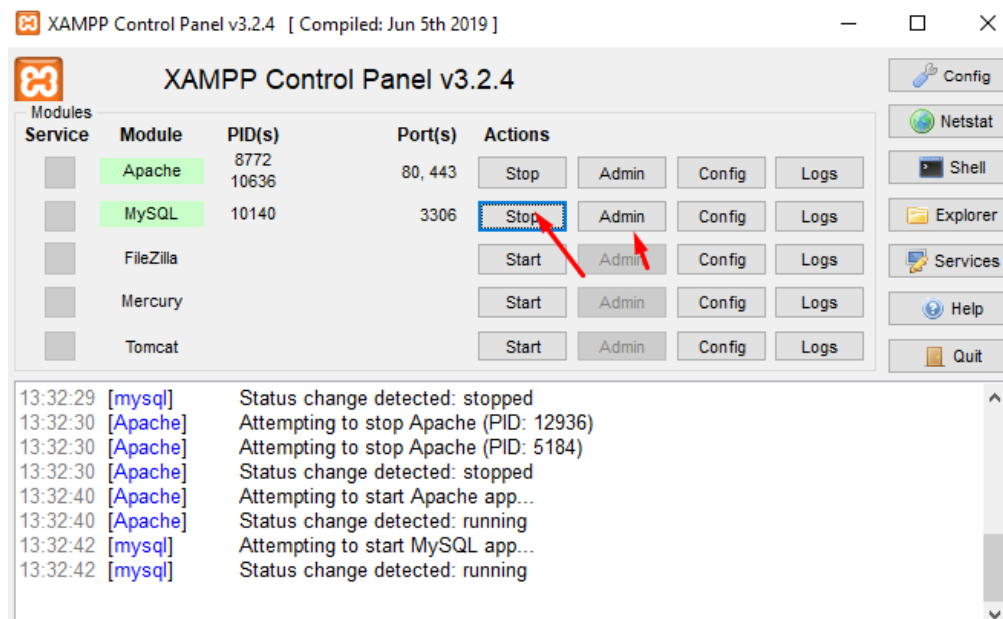 XAMPP Control Panel v3.2.4 [ Compiled: Jun 5th 2019 ]
XAMPP Control Panel v3.2.4
Config
Modules
Service Module PID(s) Port(s) Actions
Netstat
Apache 8772 10636 80, 443 Stop Admin Config Logs
Shell
MySQL 10140 3306 Stop Admin Config Logs
Explorer
FileZilla Start Admin Config Logs
Services
Mercury Start Admin Config Logs
Help
Tomcat Start Admin Config Logs
Quit
13:32:29 [mysql] Status change detected: stopped
13:32:30 [Apache] Attempting to stop Apache (PID: 12936)
13:32:30 [Apache] Attempting to stop Apache (PID: 5184)
13:32:30 [Apache] Status change detected: stopped
13:32:40 [Apache] Attempting to start Apache app...
13:32:40 [Apache] Status change detected: running
13:32:42 [mysql] Attempting to start MySQL app...
13:32:42 [mysql] Status change detected: running